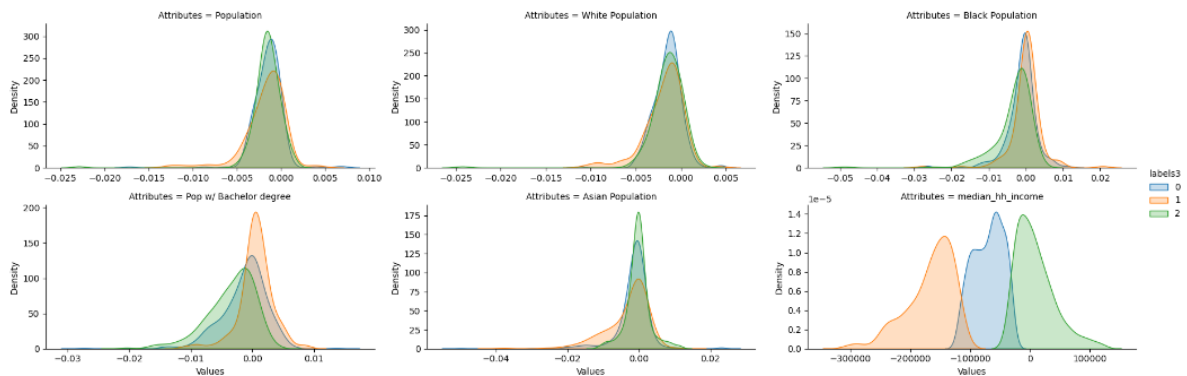 Attributes = Population
Attributes = White Population
Attributes = Black Population
Density
300
250
200
150
100
50
0
-0.025 -0.020 -0.015 -0.010 -0.005 0.000 0.005 0.010
Density
300
250
200
150
100
50
0
-0.025 -0.020 -0.015 -0.010 -0.005 0.000 0.005
Density
150
125
100
75
50
25
0
-0.05 -0.04 -0.03 -0.02 -0.01 0.00 0.01 0.02
labels3
0
1
2
Attributes = Pop w/ Bachelor degree
Attributes = Asian Population
Attributes = median_hh_income
Density
200
150
100
50
0
-0.03 -0.02 -0.01 0.00 0.01
Values
Density
175
150
125
100
75
50
25
0
-0.04 -0.02 0.00 0.02
Values
1e-5
Density
1.4
1.2
1.0
0.8
0.6
0.4
0.2
0.0
-300000 -200000 -100000 0 100000
Values